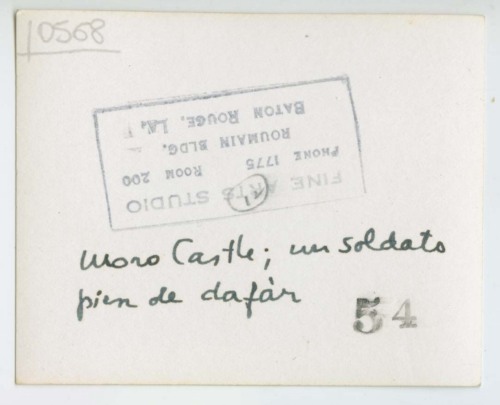 10568
FINE ARTS STUDIO
PHONE 1775 ROOM 200
ROUMAIN BLDG.
BATON ROUGE, LA.
Moro Castle; un soldato
pien de dafàr
54